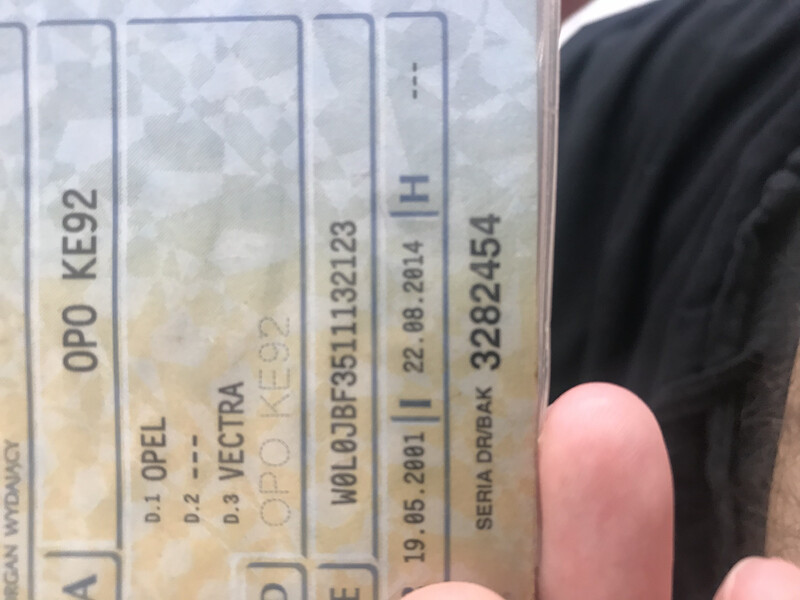 ORGAN WYDAJĄCY
A
OPO KE92
D.1 OPEL
D.2 ---
D.3 VECTRA
D
OPO KE92
E
W0L0JBF3511132123
19.05.2001 I 22.08.2014 H ---
SERIA DR/BAK 3282454